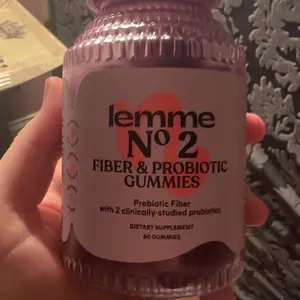 lemme
Nº 2
FIBER & PROBIOTIC
GUMMIES
Prebiotic Fiber
with 2 clinically-studied probiotics
DIETARY SUPPLEMENT
60 GUMMIES